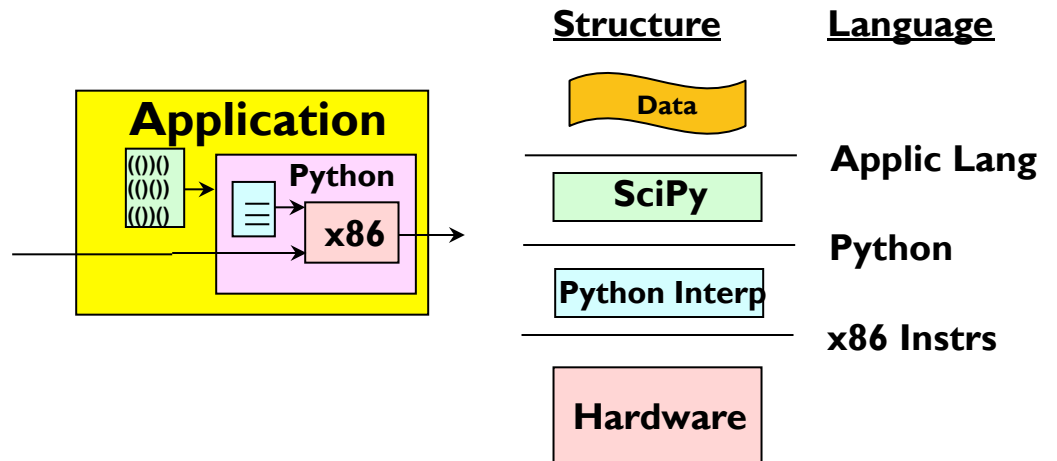 Structure
Language
Application
(())()
(()())
(())()
Python
x86
Data
Applic Lang
SciPy
Python
Python Interp
x86 Instrs
Hardware